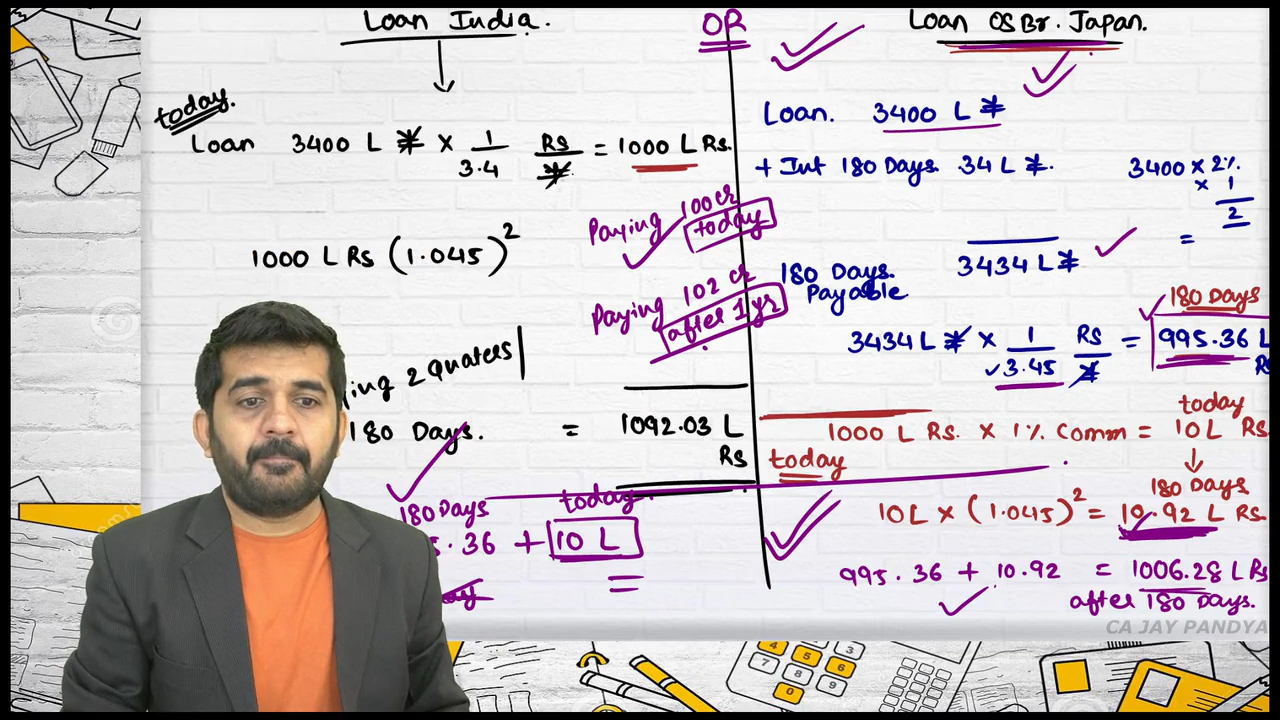 Loan India.
today.
Loan 3400 L ¥ × 1/3.4 Rs/¥ = 1000 L Rs.
1000 L Rs (1.045)²
Paying 100 cr
today
Paying 102 cr
after 1 yr
ing 2 Quaters
180 Days. = 1092.03 L
Rs
180 Days today
.36 + 10 L
OR
Loan OSBr. Japan.
Loan. 3400 L ¥
+ Int 180 Days. 34 L ¥. 3400 × 2%
× 1/2
=
3434 L ¥
180 Days.
Payable
180 Days
3434 L ¥ × 1/3.45 Rs/¥ = 995.36 L
Rs
today
1000 L Rs. × 1% Comm = 10 L Rs
today
180 Days
10L × (1.045)² = 10.92 L Rs.
995.36 + 10.92 = 1006.28 L Rs
after 180 Days.
CA JAY PANDYA